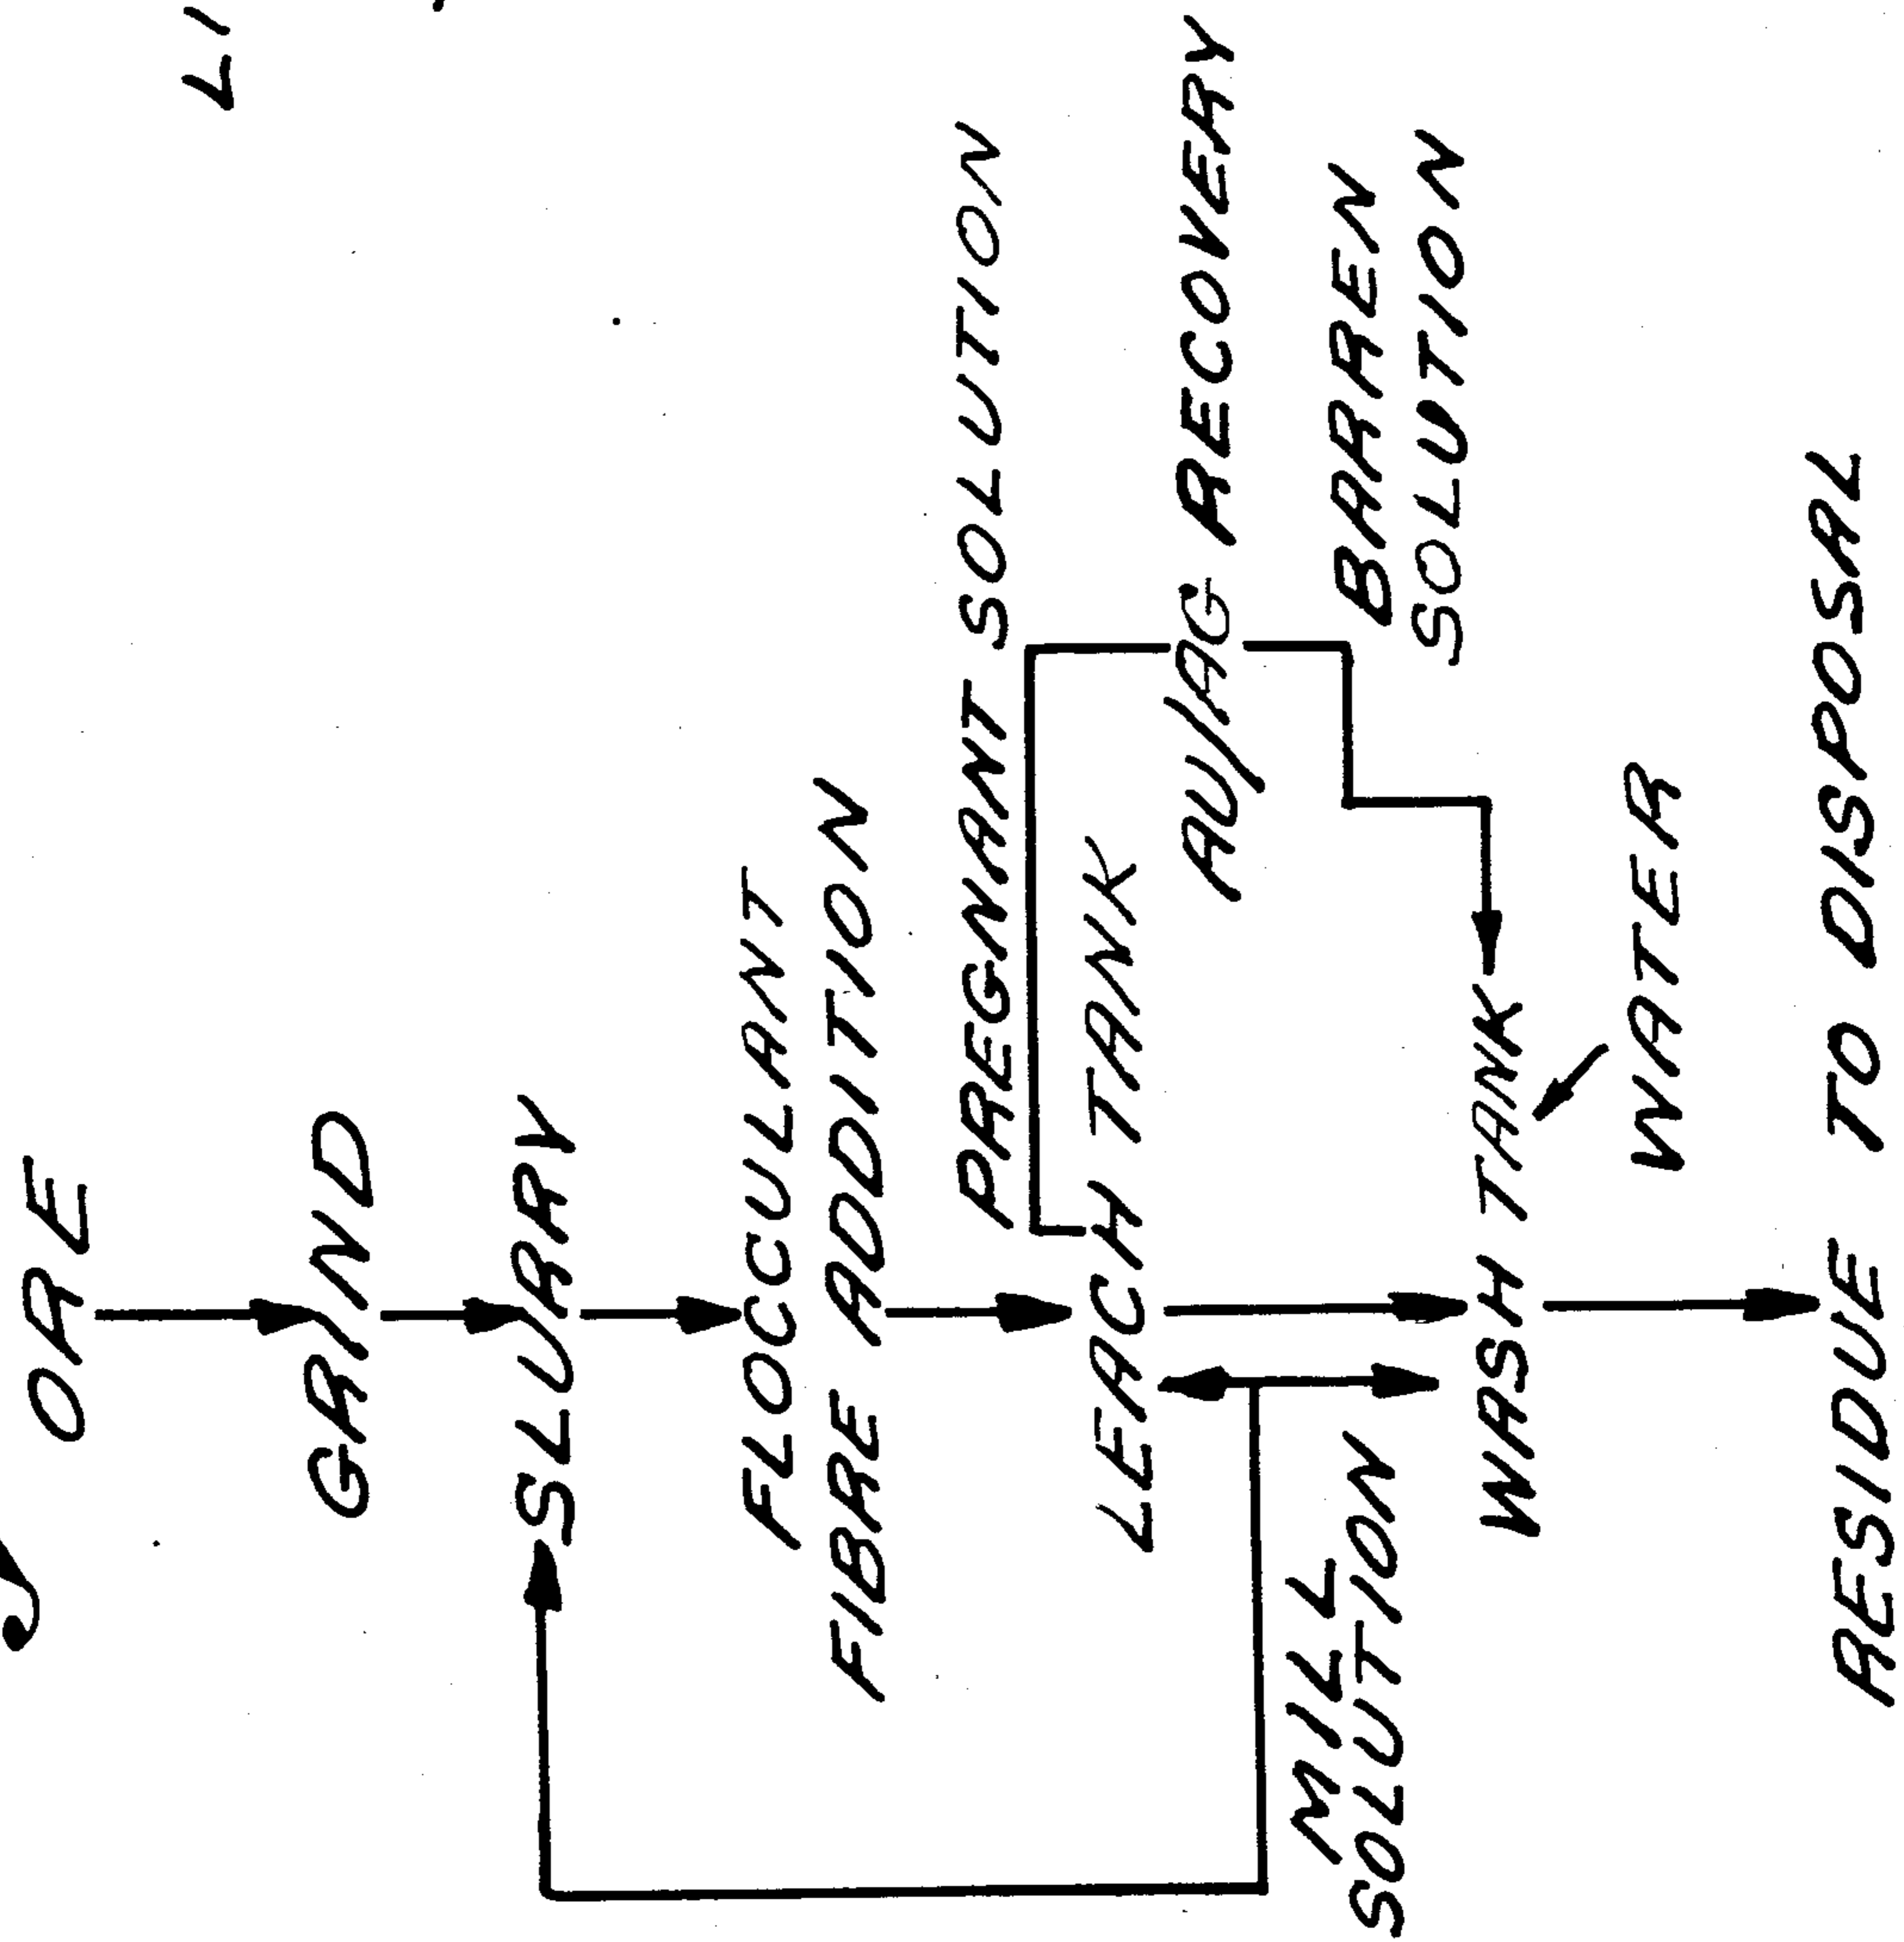 ORE
GRIND
SLURRY
FLOCCULANT
FIBRE ADDITION
PREGNANT SOLUTION
LEACH TANK
AU/AG RECOVERY
MILL
SOLUTION
BARREN
SOLUTION
WASH TANK
WATER
RESIDUE TO DISPOSAL